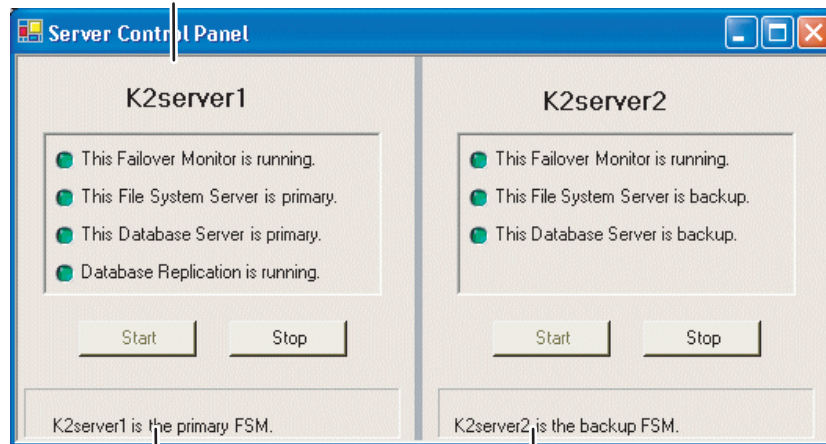 Server Control Panel
K2server1
This Failover Monitor is running.
This File System Server is primary.
This Database Server is primary.
Database Replication is running.
Start Stop
K2server1 is the primary FSM.
K2server2
This Failover Monitor is running.
This File System Server is backup.
This Database Server is backup.
Start Stop
K2server2 is the backup FSM.